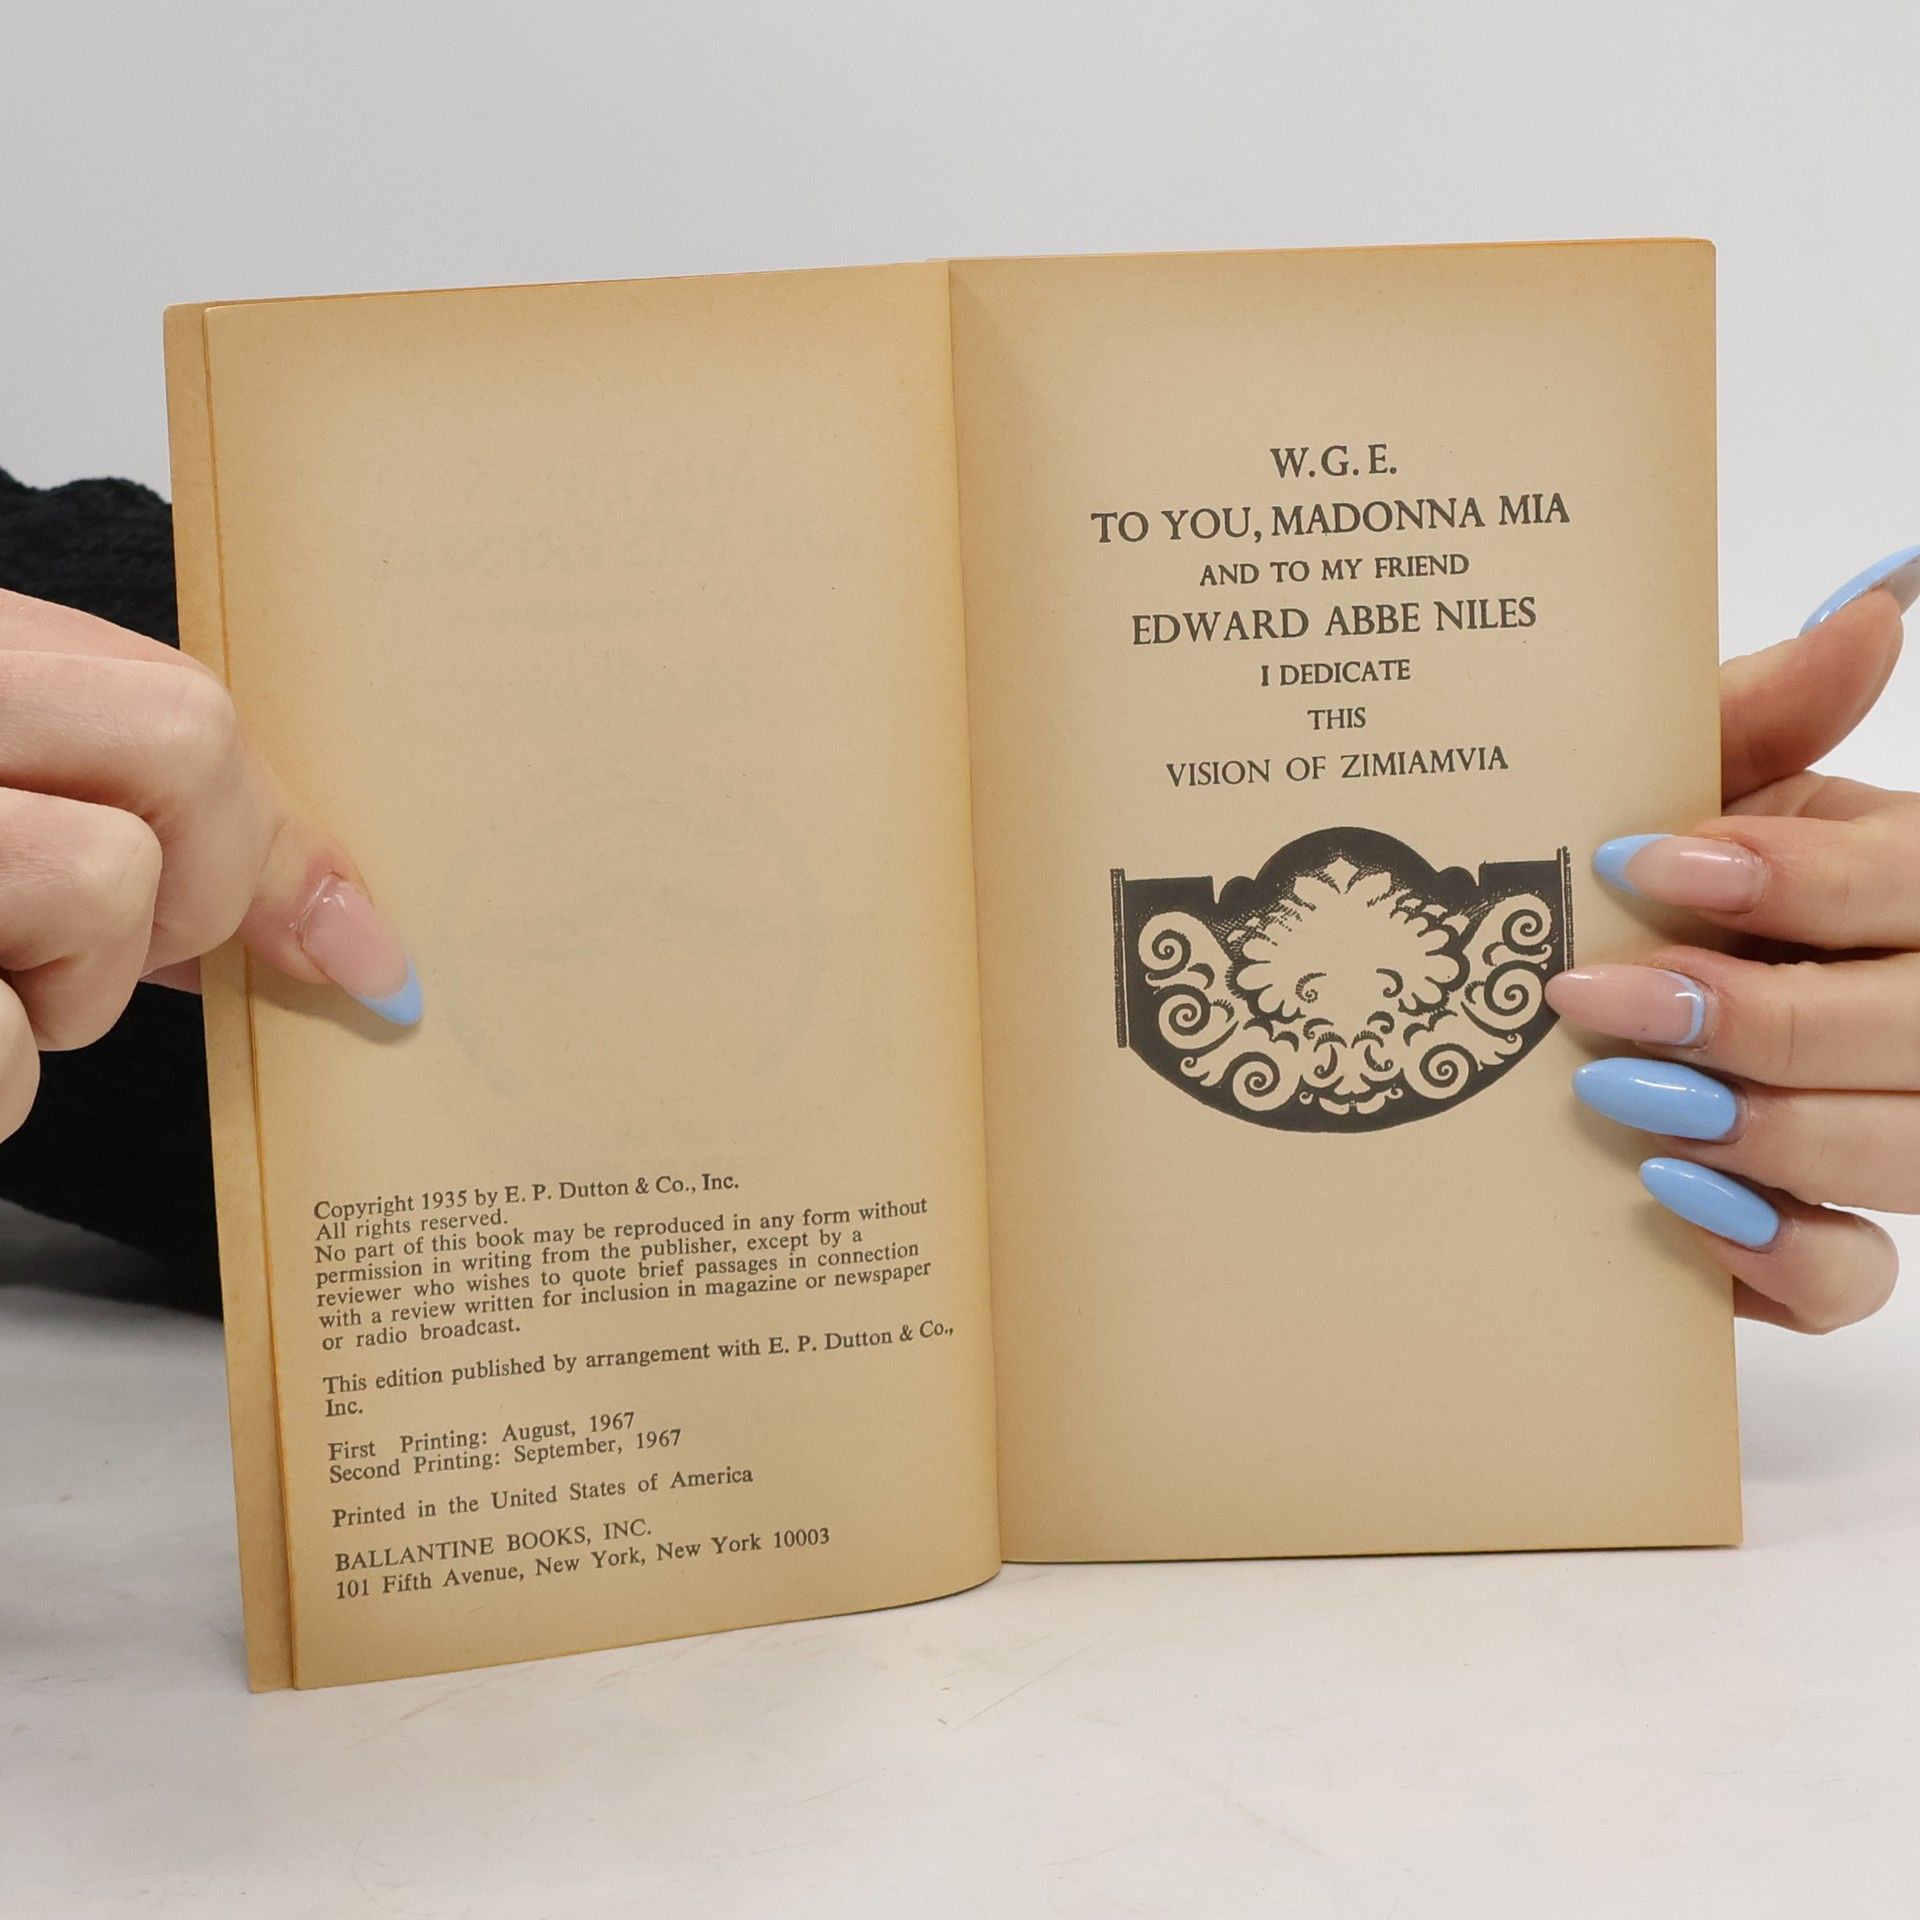 Copyright 1935 by E. P. Dutton & Co., Inc.
All rights reserved.
No part of this book may be reproduced in any form without
permission in writing from the publisher, except by a
reviewer who wishes to quote brief passages in connection
with a review written for inclusion in magazine or newspaper
or radio broadcast.
This edition published by arrangement with E. P. Dutton & Co.,
Inc.
First Printing: August, 1967
Second Printing: September, 1967
Printed in the United States of America
BALLANTINE BOOKS, INC.
101 Fifth Avenue, New York, New York 10003
W.G.E.
TO YOU, MADONNA MIA
AND TO MY FRIEND
EDWARD ABBE NILES
I DEDICATE
THIS
VISION OF ZIMIAMVIA